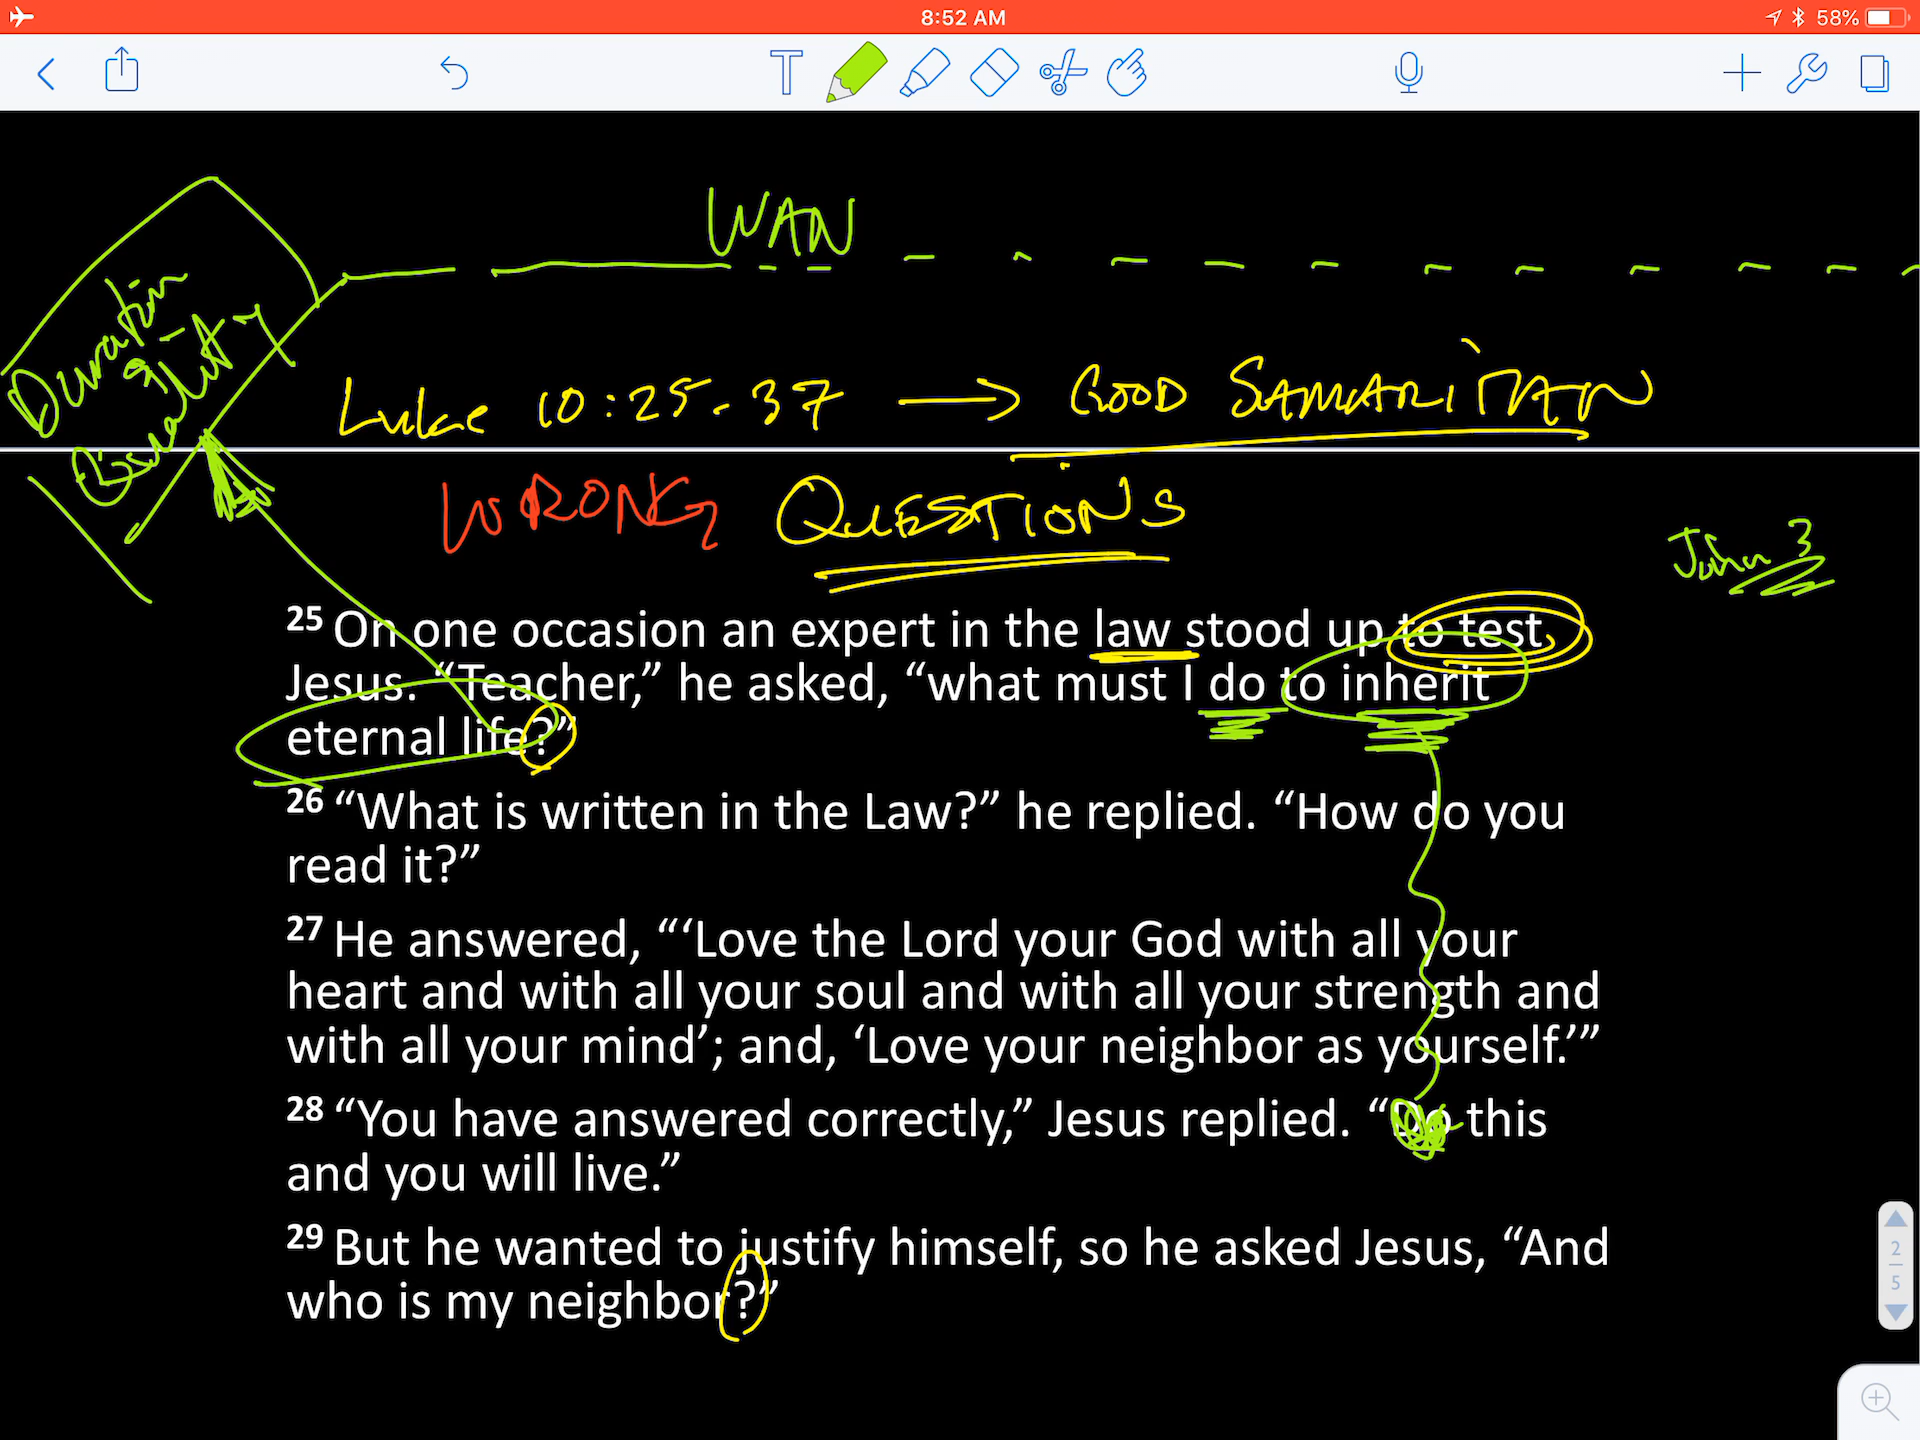 8:52 AM
58%
T
WAN
Duration
Quality
Luke 10:25-37 → GOOD SAMARITAN
WRONG QUESTIONS
John 3
25 On one occasion an expert in the law stood up to test
Jesus. “Teacher,” he asked, “what must I do to inherit
eternal life?”
26 “What is written in the Law?” he replied. “How do you
read it?”
27 He answered, “‘Love the Lord your God with all your
heart and with all your soul and with all your strength and
with all your mind’; and, ‘Love your neighbor as yourself.’”
28 “You have answered correctly,” Jesus replied. “Do this
and you will live.”
29 But he wanted to justify himself, so he asked Jesus, “And
who is my neighbor?”
2
5